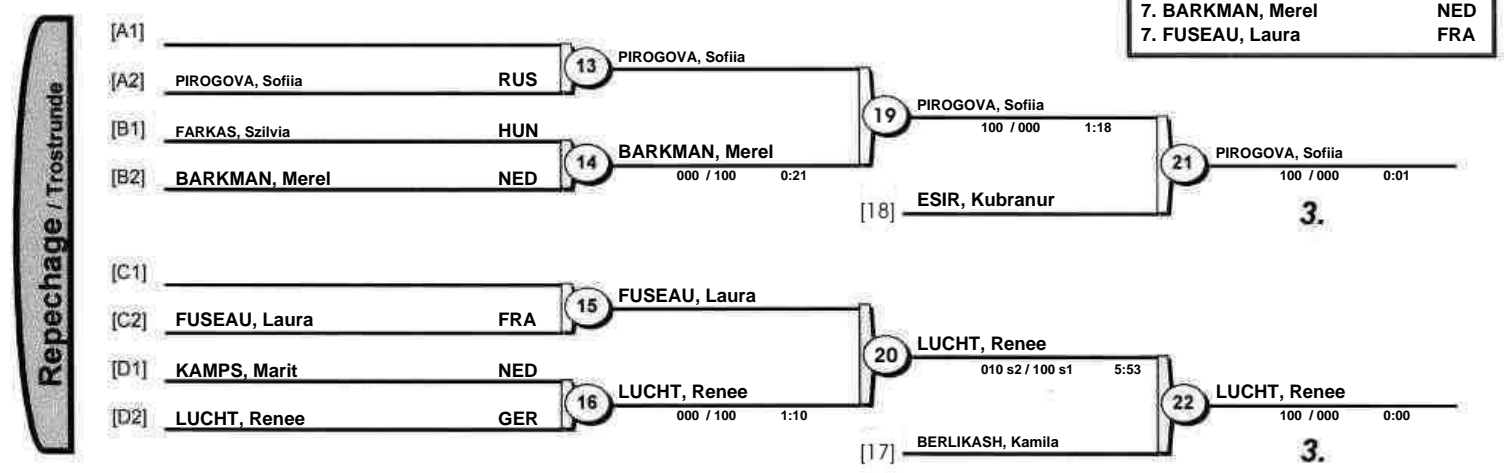 7. BARKMAN, Merel NED
7. FUSEAU, Laura FRA
Repechage / Trostrunde
[A1]
[A2] PIROGOVA, Sofiia RUS
13 PIROGOVA, Sofiia
[B1] FARKAS, Szilvia HUN
[B2] BARKMAN, Merel NED
14 BARKMAN, Merel
000 / 100 0:21
19 PIROGOVA, Sofiia
100 / 000 1:18
[18] ESIR, Kubranur
21 PIROGOVA, Sofiia
100 / 000 0:01
3.
[C1]
[C2] FUSEAU, Laura FRA
15 FUSEAU, Laura
[D1] KAMPS, Marit NED
[D2] LUCHT, Renee GER
16 LUCHT, Renee
000 / 100 1:10
20 LUCHT, Renee
010 s2 / 100 s1 5:53
[17] BERLIKASH, Kamila
22 LUCHT, Renee
100 / 000 0:00
3.